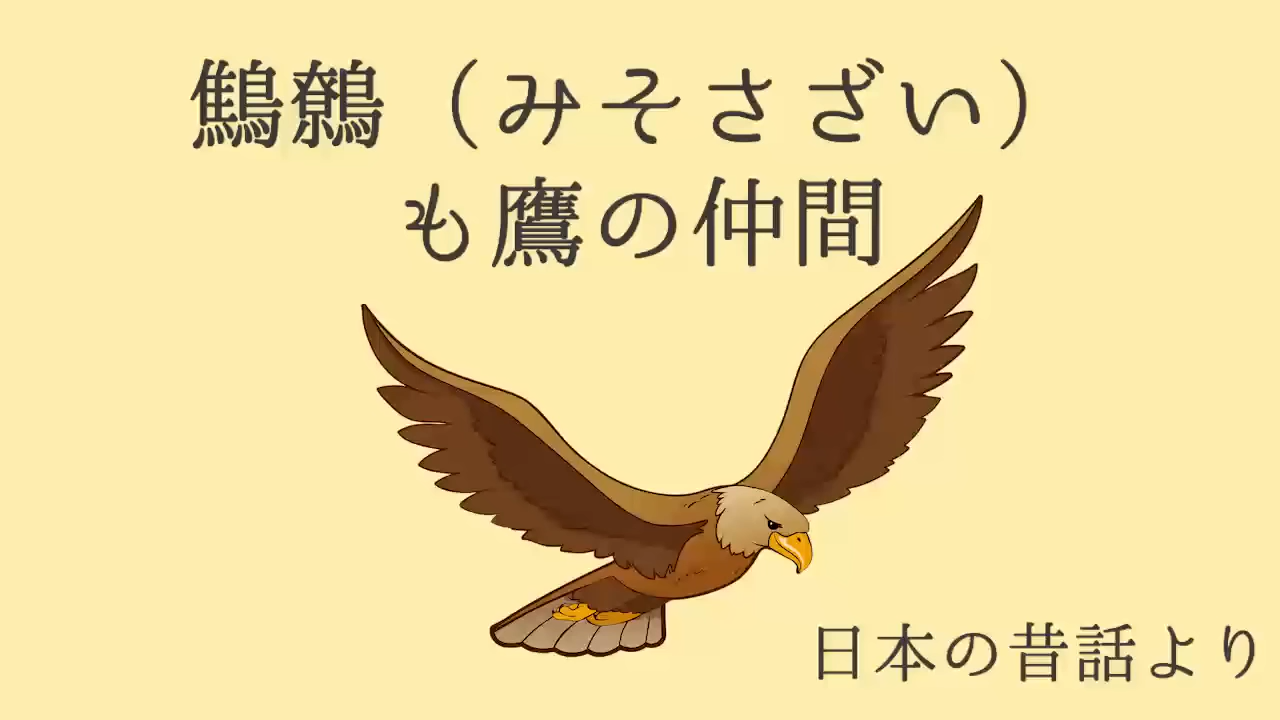 鷦鷯（みそさざい）
も鷹の仲間
日本の昔話より